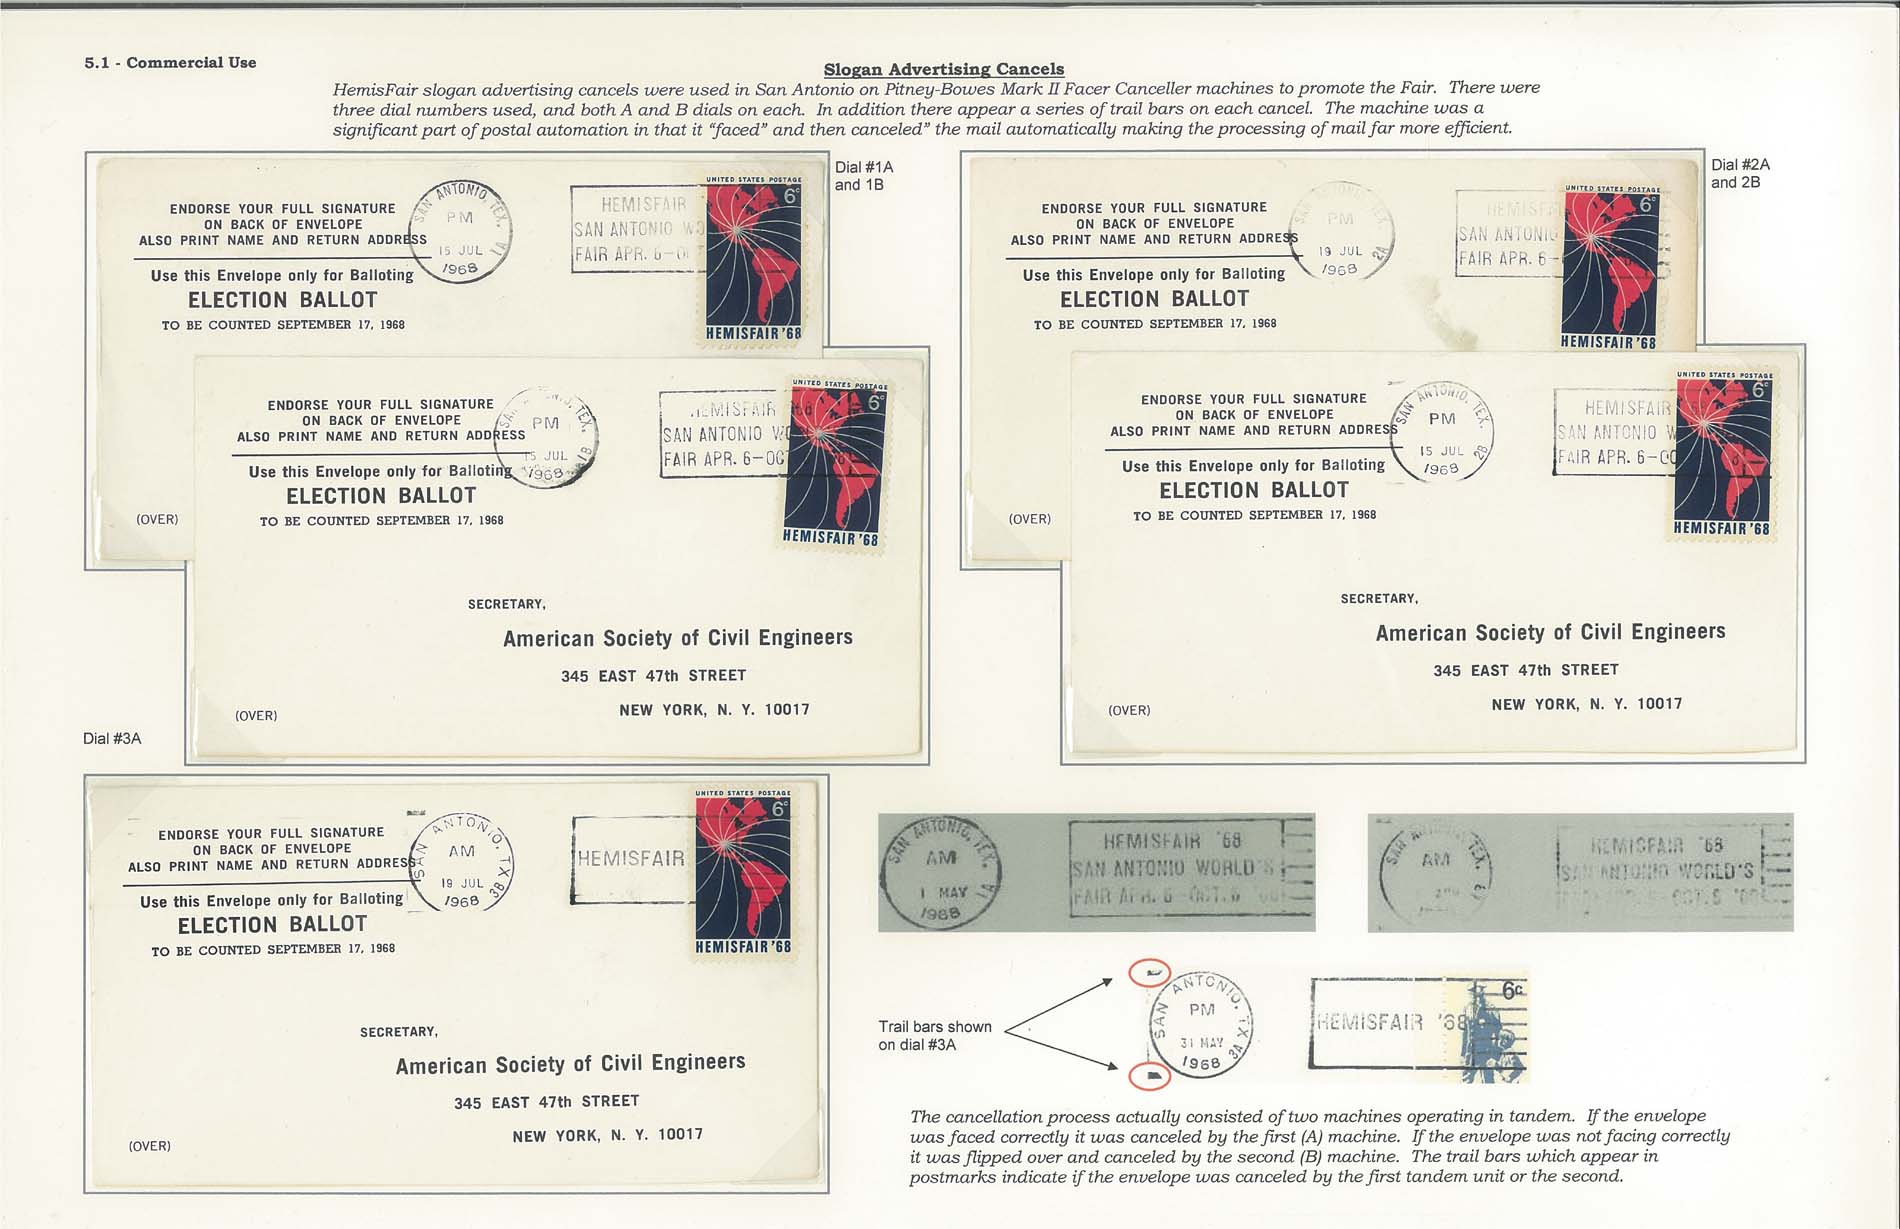 5.1 - Commercial Use
Slogan Advertising Cancels
HemisFair slogan advertising cancels were used in San Antonio on Pitney-Bowes Mark II Facer Canceller machines to promote the Fair. There were
three dial numbers used, and both A and B dials on each. In addition there appear a series of trail bars on each cancel. The machine was a
significant part of postal automation in that it "faced" and then canceled" the mail automatically making the processing of mail far more efficient.
Dial #1A
and 1B
ENDORSE YOUR FULL SIGNATURE
ON BACK OF ENVELOPE
ALSO PRINT NAME AND RETURN ADDRESS
Use this Envelope only for Balloting
ELECTION BALLOT
TO BE COUNTED SEPTEMBER 17, 1968
(OVER)
SAN ANTONIO, TEX. 1A
PM
15 JUL
1968
HEMISFAIR
SAN ANTONIO WO
FAIR APR. 6-O
UNITED STATES POSTAGE
6c
HEMISFAIR '68
ENDORSE YOUR FULL SIGNATURE
ON BACK OF ENVELOPE
ALSO PRINT NAME AND RETURN ADDRESS
Use this Envelope only for Balloting
ELECTION BALLOT
TO BE COUNTED SEPTEMBER 17, 1968
TEX. 1B
PM
15 JUL
1968
HEMISFAIR '68
SAN ANTONIO WO
FAIR APR. 6-OC
UNITED STATES POSTAGE
6c
HEMISFAIR '68
SECRETARY,
American Society of Civil Engineers
345 EAST 47th STREET
NEW YORK, N. Y. 10017
(OVER)
Dial #2A
and 2B
ENDORSE YOUR FULL SIGNATURE
ON BACK OF ENVELOPE
ALSO PRINT NAME AND RETURN ADDRESS
Use this Envelope only for Balloting
ELECTION BALLOT
TO BE COUNTED SEPTEMBER 17, 1968
(OVER)
2A
PM
19 JUL
1968
HEMISFA
SAN ANTONIO
FAIR APR. 6-
UNITED STATES POSTAGE
6c
HEMISFAIR '68
ENDORSE YOUR FULL SIGNATURE
ON BACK OF ENVELOPE
ALSO PRINT NAME AND RETURN ADDRESS
Use this Envelope only for Balloting
ELECTION BALLOT
TO BE COUNTED SEPTEMBER 17, 1968
SAN ANTONIO, TEX. 2B
PM
15 JUL
1968
HEMISFAIR
SAN ANTONIO W
FAIR APR. 6-OC
UNITED STATES POSTAGE
6c
HEMISFAIR '68
SECRETARY,
American Society of Civil Engineers
345 EAST 47th STREET
NEW YORK, N. Y. 10017
(OVER)
Dial #3A
ENDORSE YOUR FULL SIGNATURE
ON BACK OF ENVELOPE
ALSO PRINT NAME AND RETURN ADDRESS
Use this Envelope only for Balloting
ELECTION BALLOT
TO BE COUNTED SEPTEMBER 17, 1968
SAN ANTONIO, TX 3B
AM
19 JUL
1968
HEMISFAIR
UNITED STATES POSTAGE
6c
HEMISFAIR '68
SECRETARY,
American Society of Civil Engineers
345 EAST 47th STREET
NEW YORK, N. Y. 10017
(OVER)
SAN ANTONIO, TEX. 1A
AM
1 MAY
1968
HEMISFAIR '68
SAN ANTONIO WORLD'S
FAIR APR. 6-OCT. 6 '68
SAN ANTONIO, TEX.
AM
HEMISFAIR '68
SAN ANTONIO WORLD'S
Trail bars shown
on dial #3A
SAN ANTONIO, TX 3A
PM
31 MAY
1968
HEMISFAIR '68
6c
The cancellation process actually consisted of two machines operating in tandem. If the envelope
was faced correctly it was canceled by the first (A) machine. If the envelope was not facing correctly
it was flipped over and canceled by the second (B) machine. The trail bars which appear in
postmarks indicate if the envelope was canceled by the first tandem unit or the second.